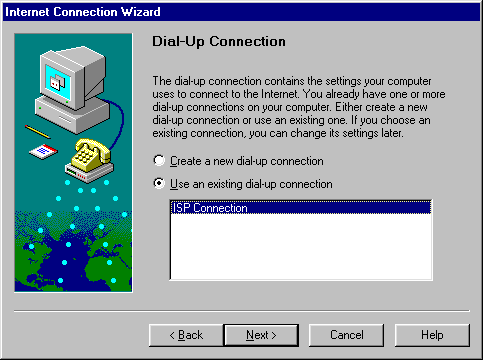 Internet Connection Wizard
Dial-Up Connection
The dial-up connection contains the settings your computer
uses to connect to the Internet. You already have one or more
dial-up connections on your computer. Either create a new
dial-up connection or use an existing one. If you choose an
existing connection, you can change its settings later.
Create a new dial-up connection
Use an existing dial-up connection
ISP Connection
< Back
Next >
Cancel
Help